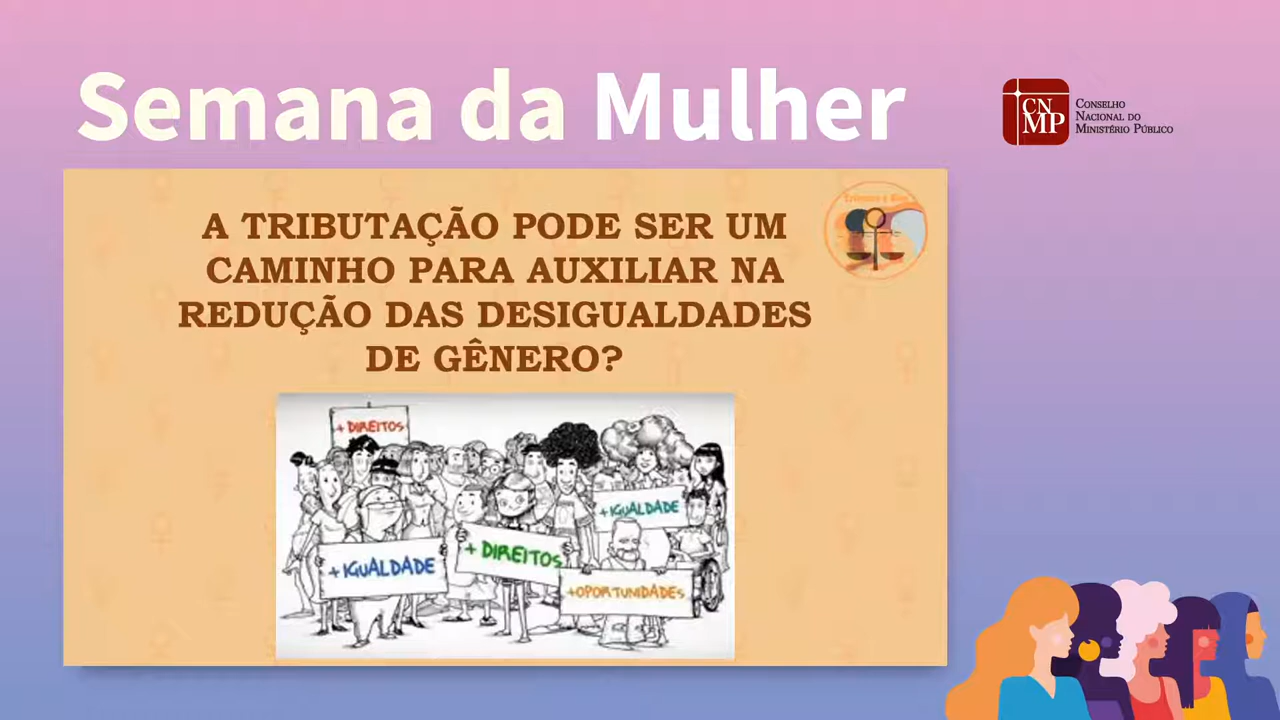 Semana da Mulher
CNMP
CONSELHO
NACIONAL DO
MINISTÉRIO PÚBLICO
A TRIBUTAÇÃO PODE SER UM
CAMINHO PARA AUXILIAR NA
REDUÇÃO DAS DESIGUALDADES
DE GÊNERO?
+ DIREITOS
+ IGUALDADE
+ IGUALDADE
+ DIREITOS
+OPORTUNIDADES